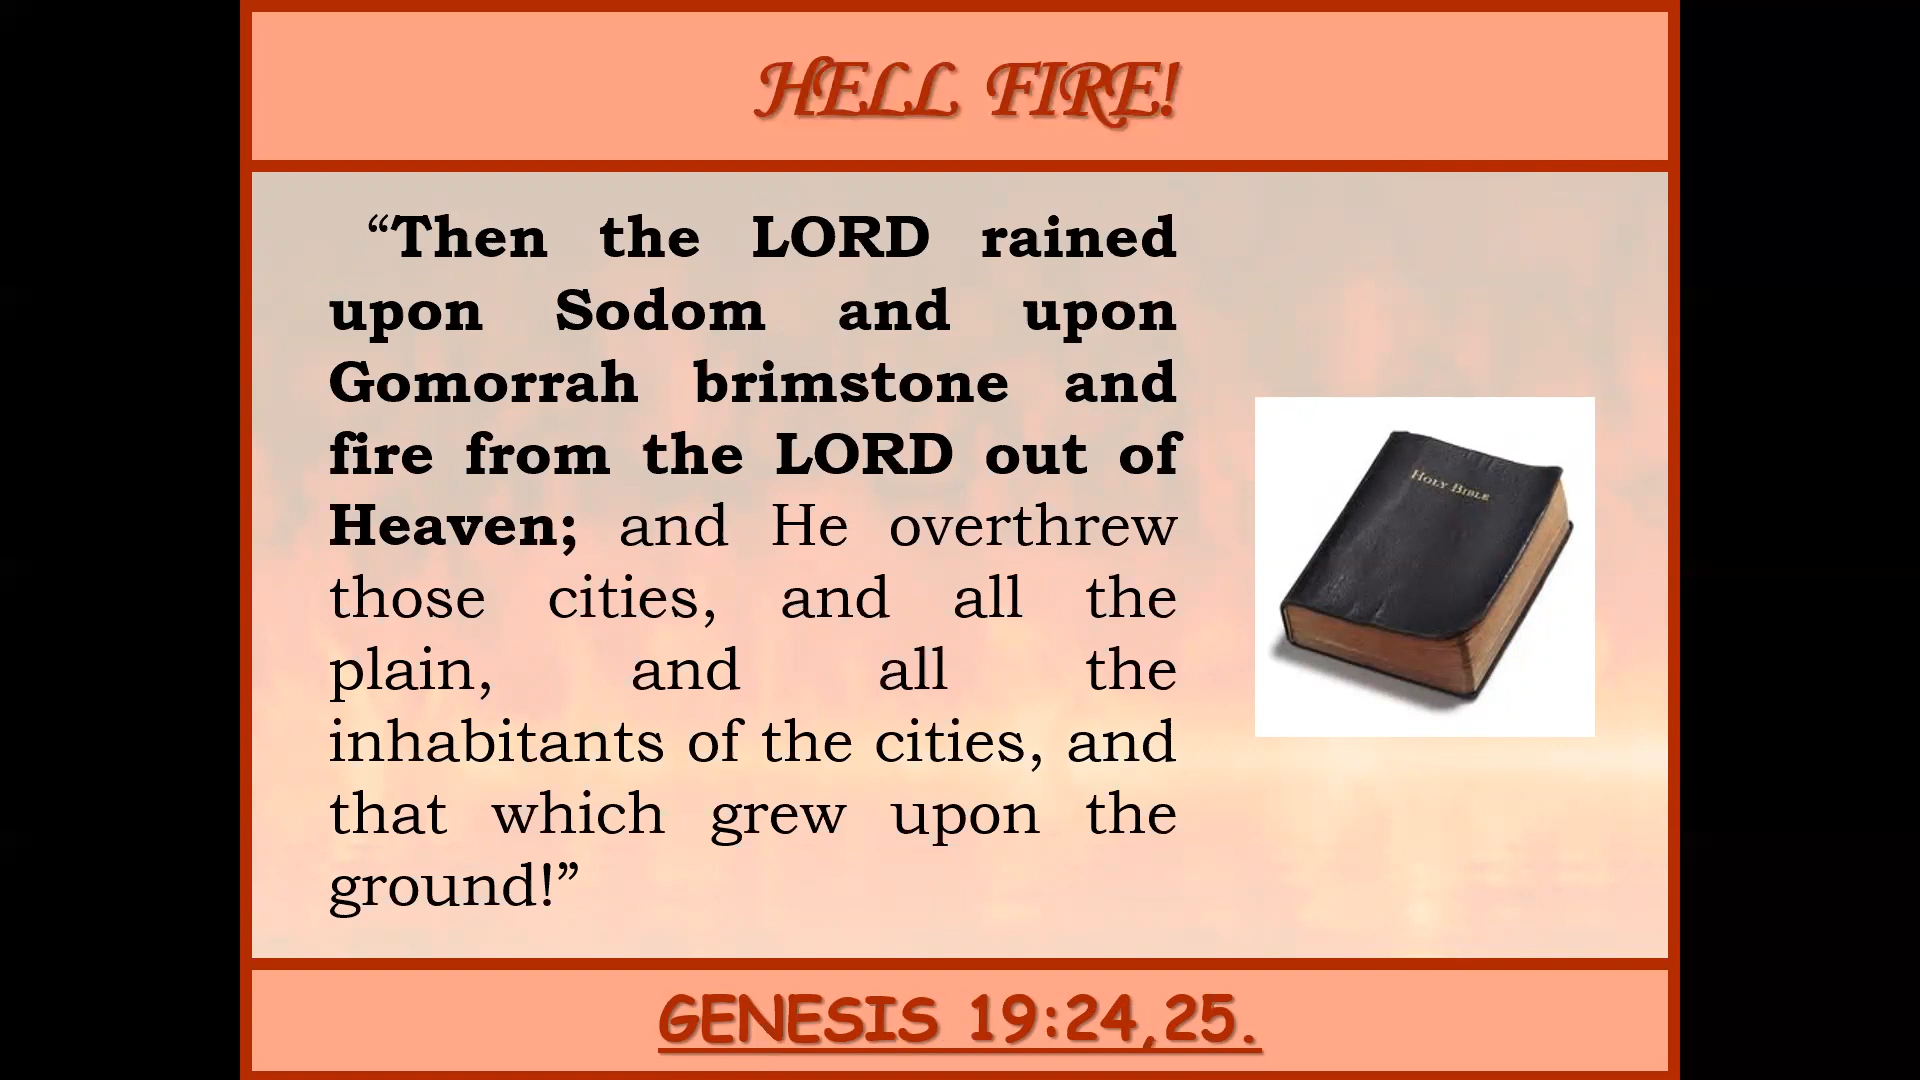 HELL FIRE!
“Then the LORD rained
upon Sodom and upon
Gomorrah brimstone and
fire from the LORD out of
Heaven; and He overthrew
those cities, and all the
plain, and all the
inhabitants of the cities, and
that which grew upon the
ground!”
HOLY BIBLE
GENESIS 19:24,25.